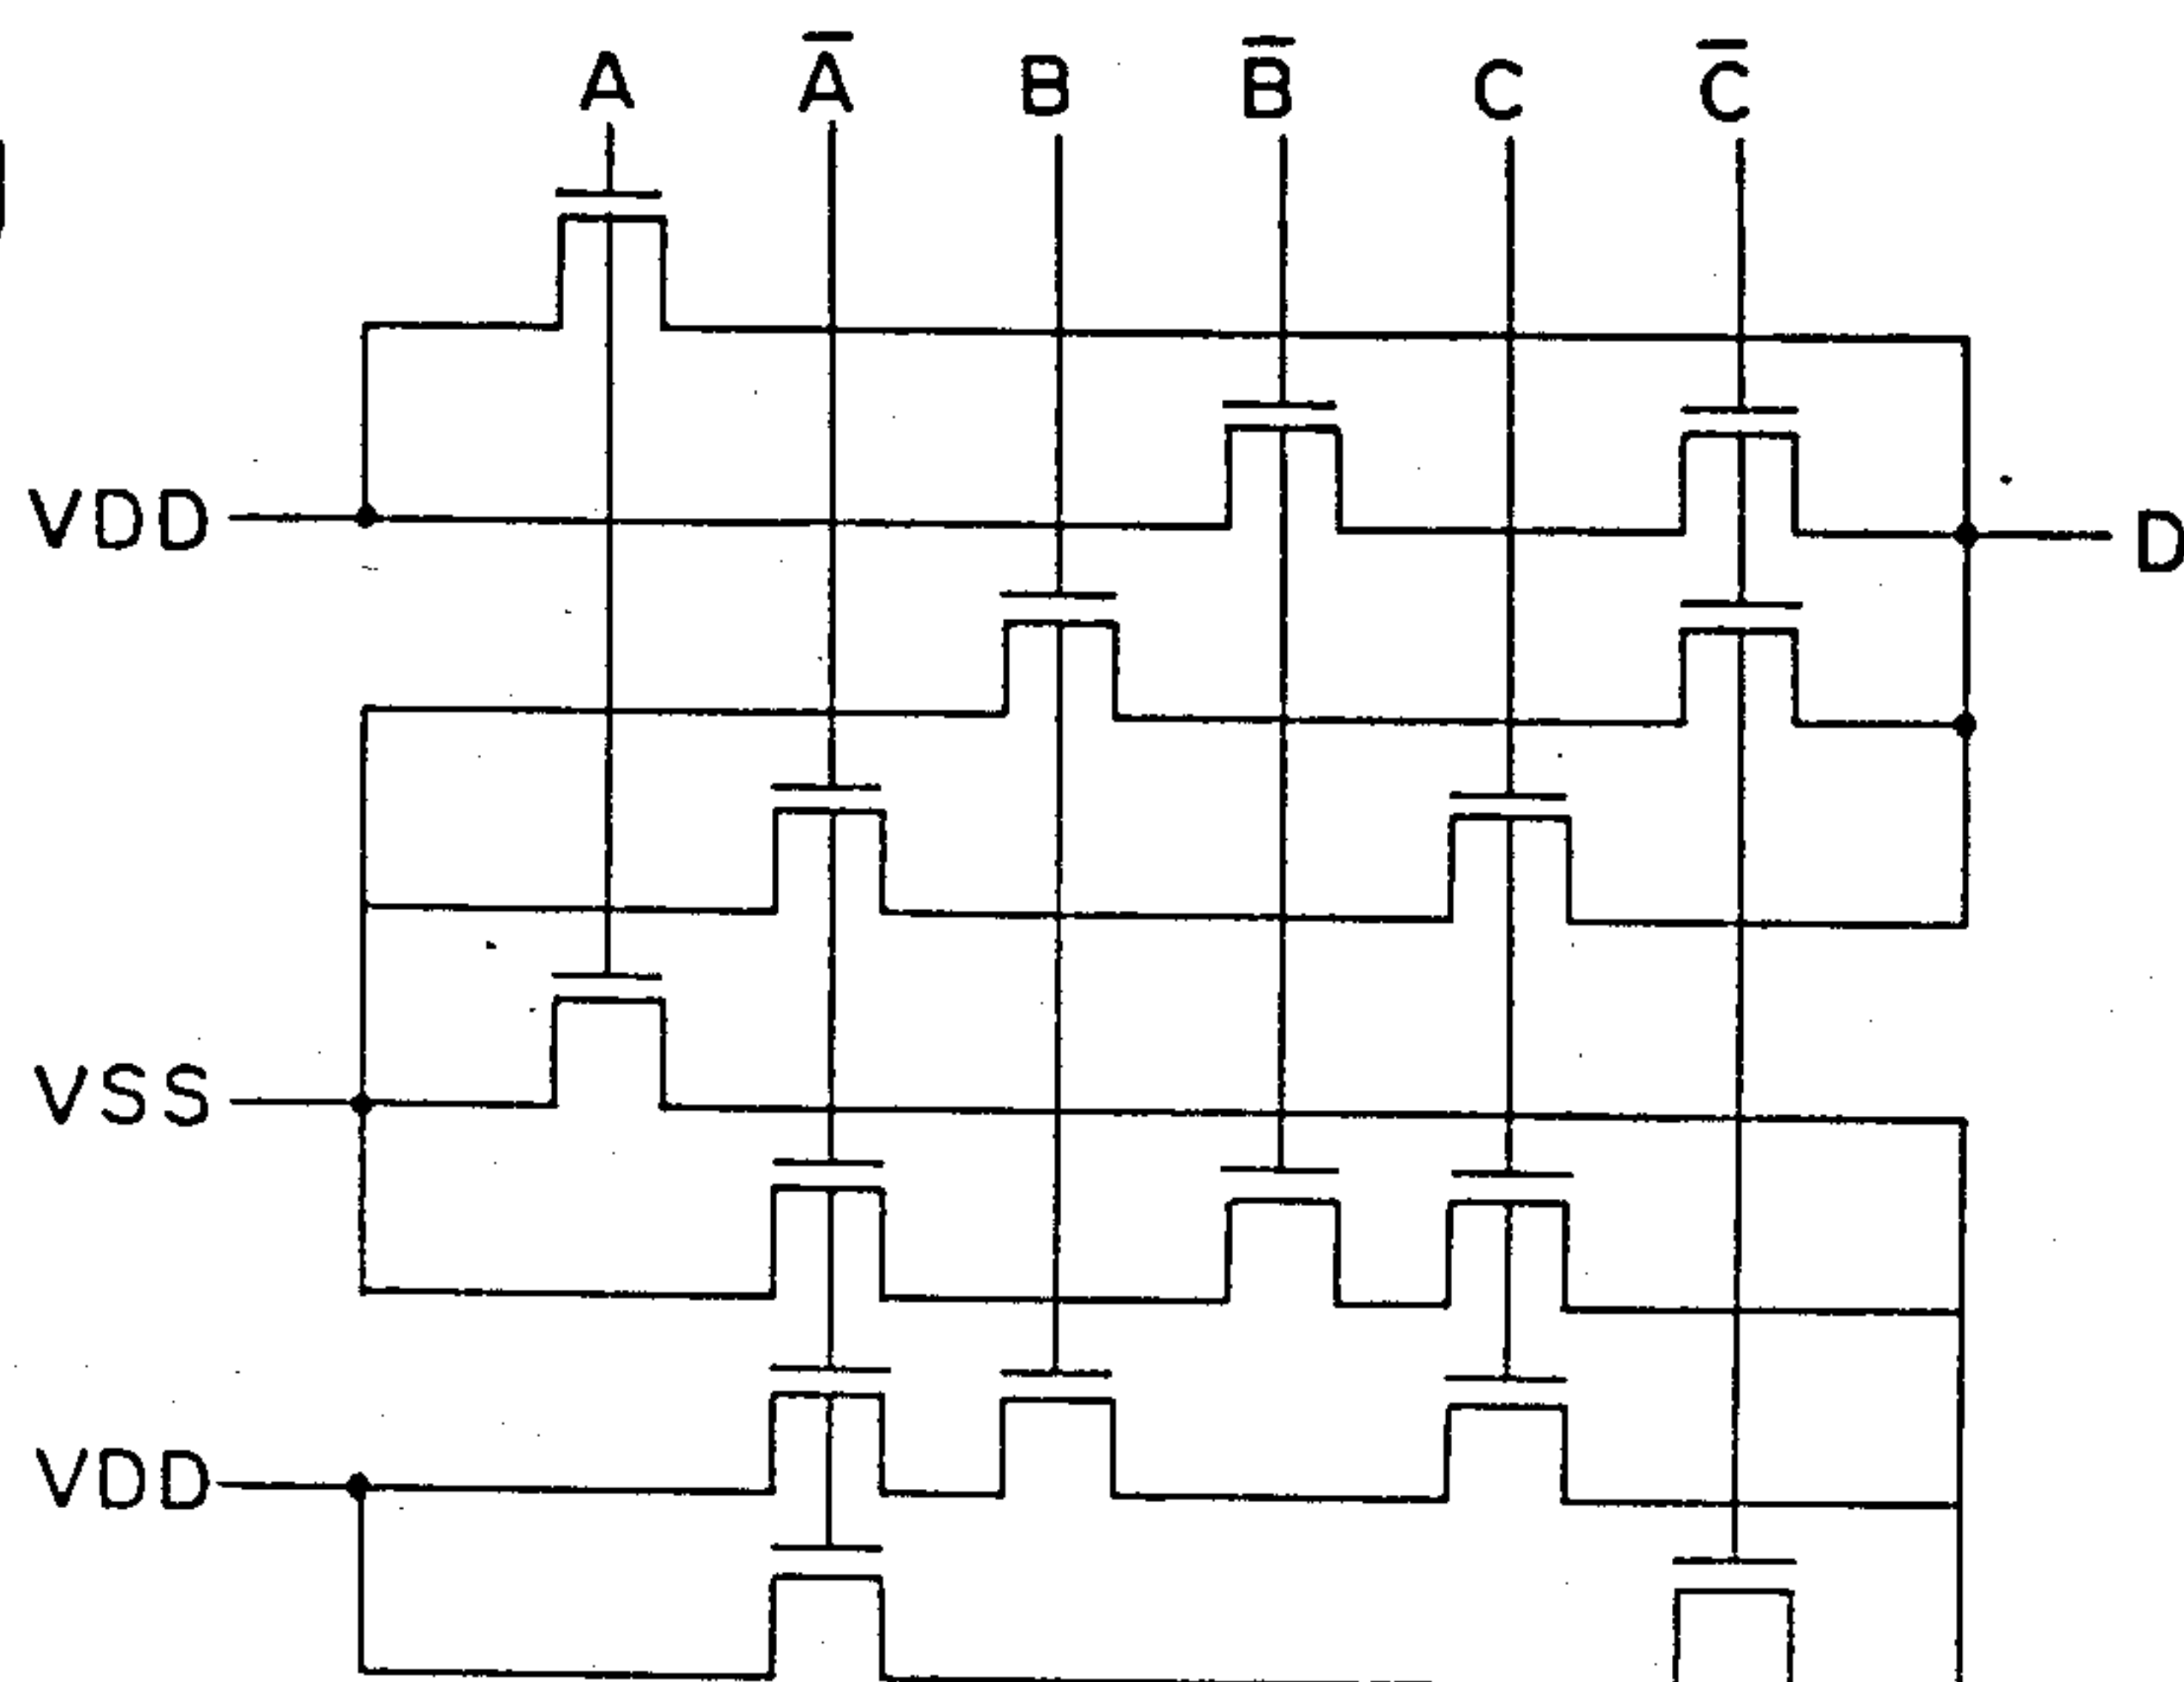 A A̅ B B̅ C C̅
VDD
D
VSS
VDD